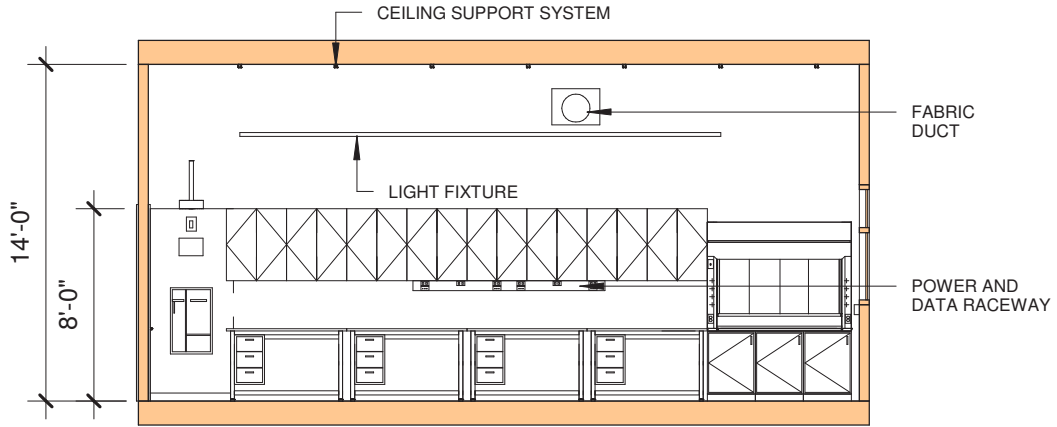 CEILING SUPPORT SYSTEM
FABRIC
DUCT
LIGHT FIXTURE
14'-0"
8'-0"
POWER AND
DATA RACEWAY